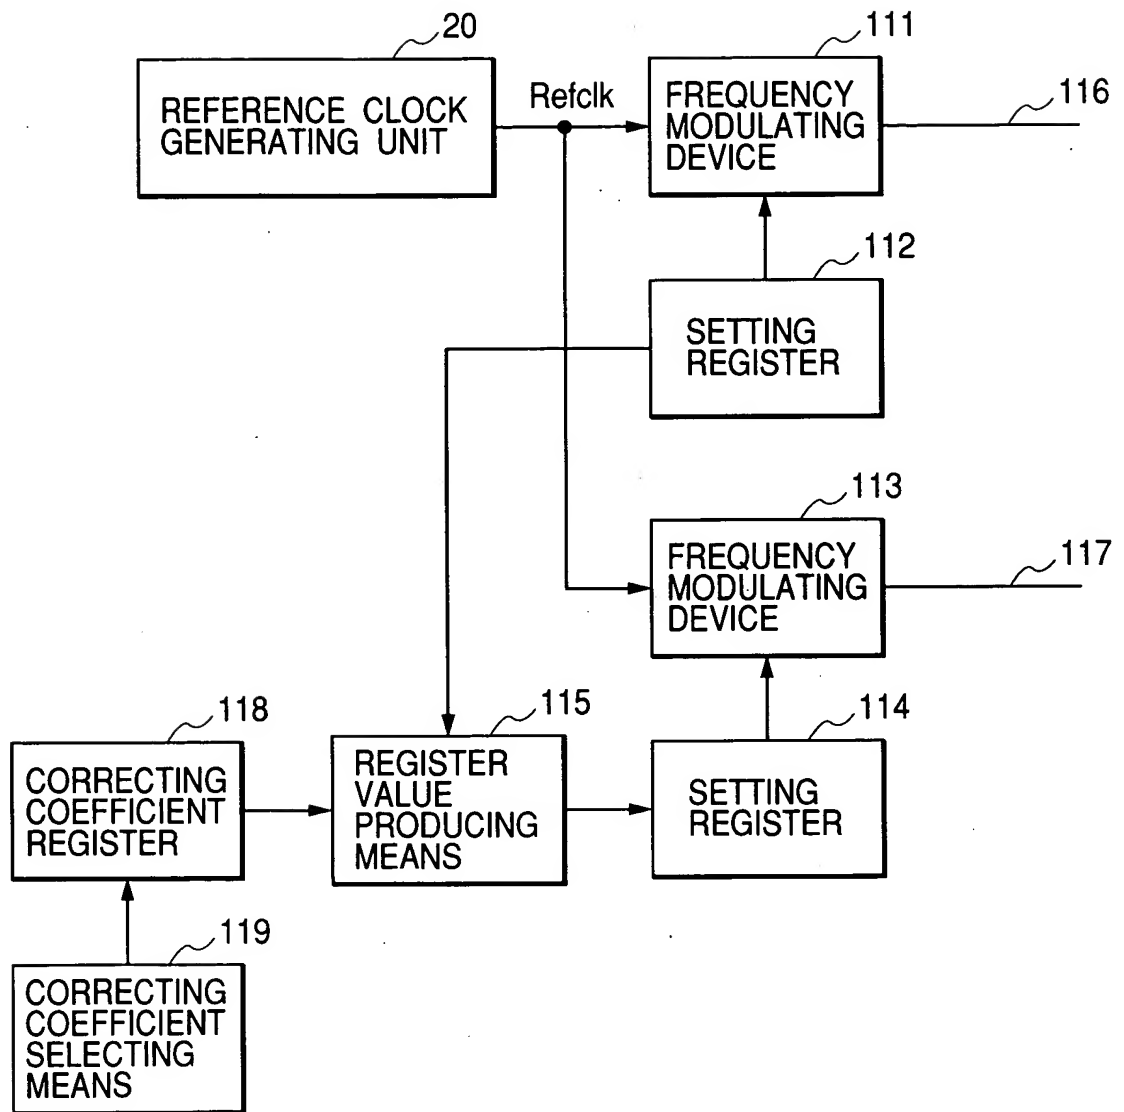 20
REFERENCE CLOCK
GENERATING UNIT
Refclk
111
FREQUENCY
MODULATING
DEVICE
116
112
SETTING
REGISTER
113
FREQUENCY
MODULATING
DEVICE
117
118
CORRECTING
COEFFICIENT
REGISTER
115
REGISTER
VALUE
PRODUCING
MEANS
114
SETTING
REGISTER
119
CORRECTING
COEFFICIENT
SELECTING
MEANS